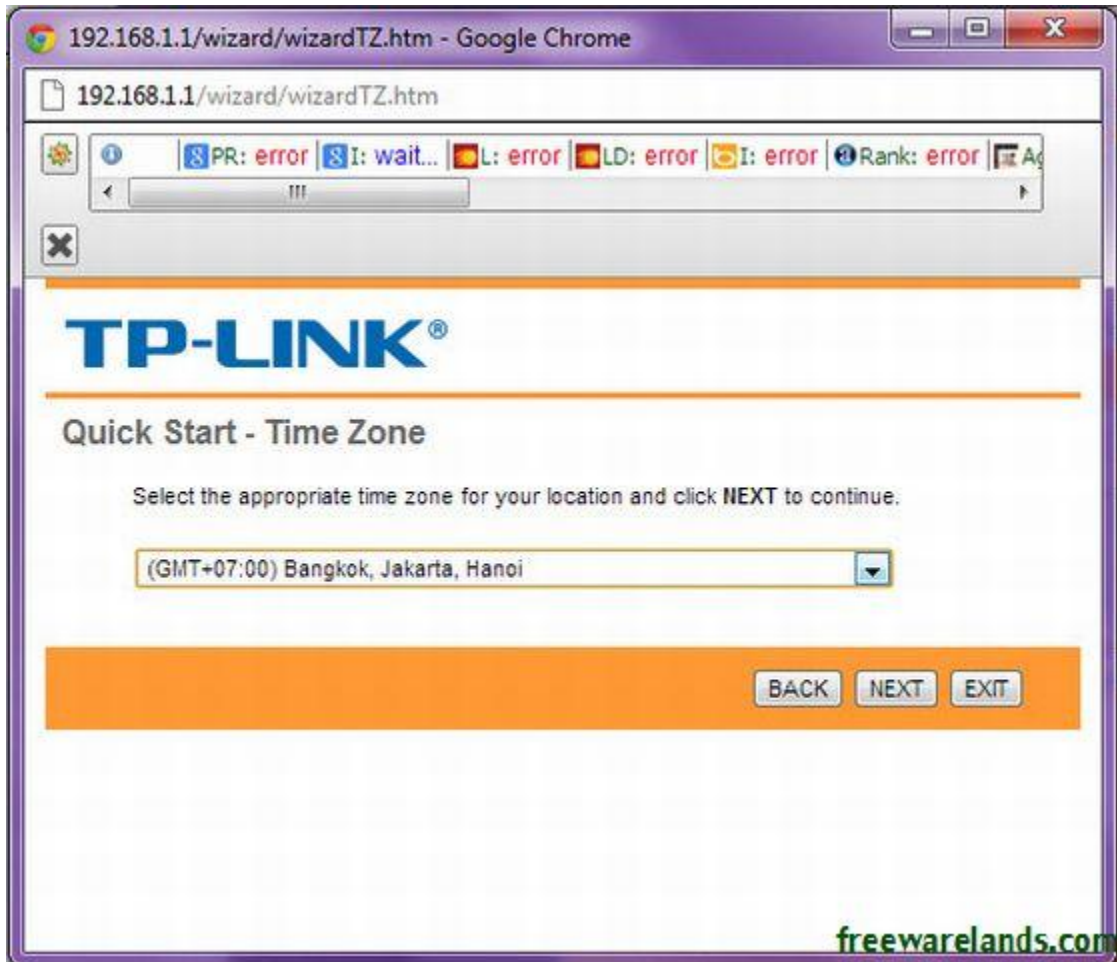 192.168.1.1/wizard/wizardTZ.htm - Google Chrome
192.168.1.1/wizard/wizardTZ.htm
PR: error I: wait... L: error LD: error I: error Rank: error
TP-LINK®
Quick Start - Time Zone
Select the appropriate time zone for your location and click NEXT to continue.
(GMT+07:00) Bangkok, Jakarta, Hanoi
BACK NEXT EXIT
freewarelands.com